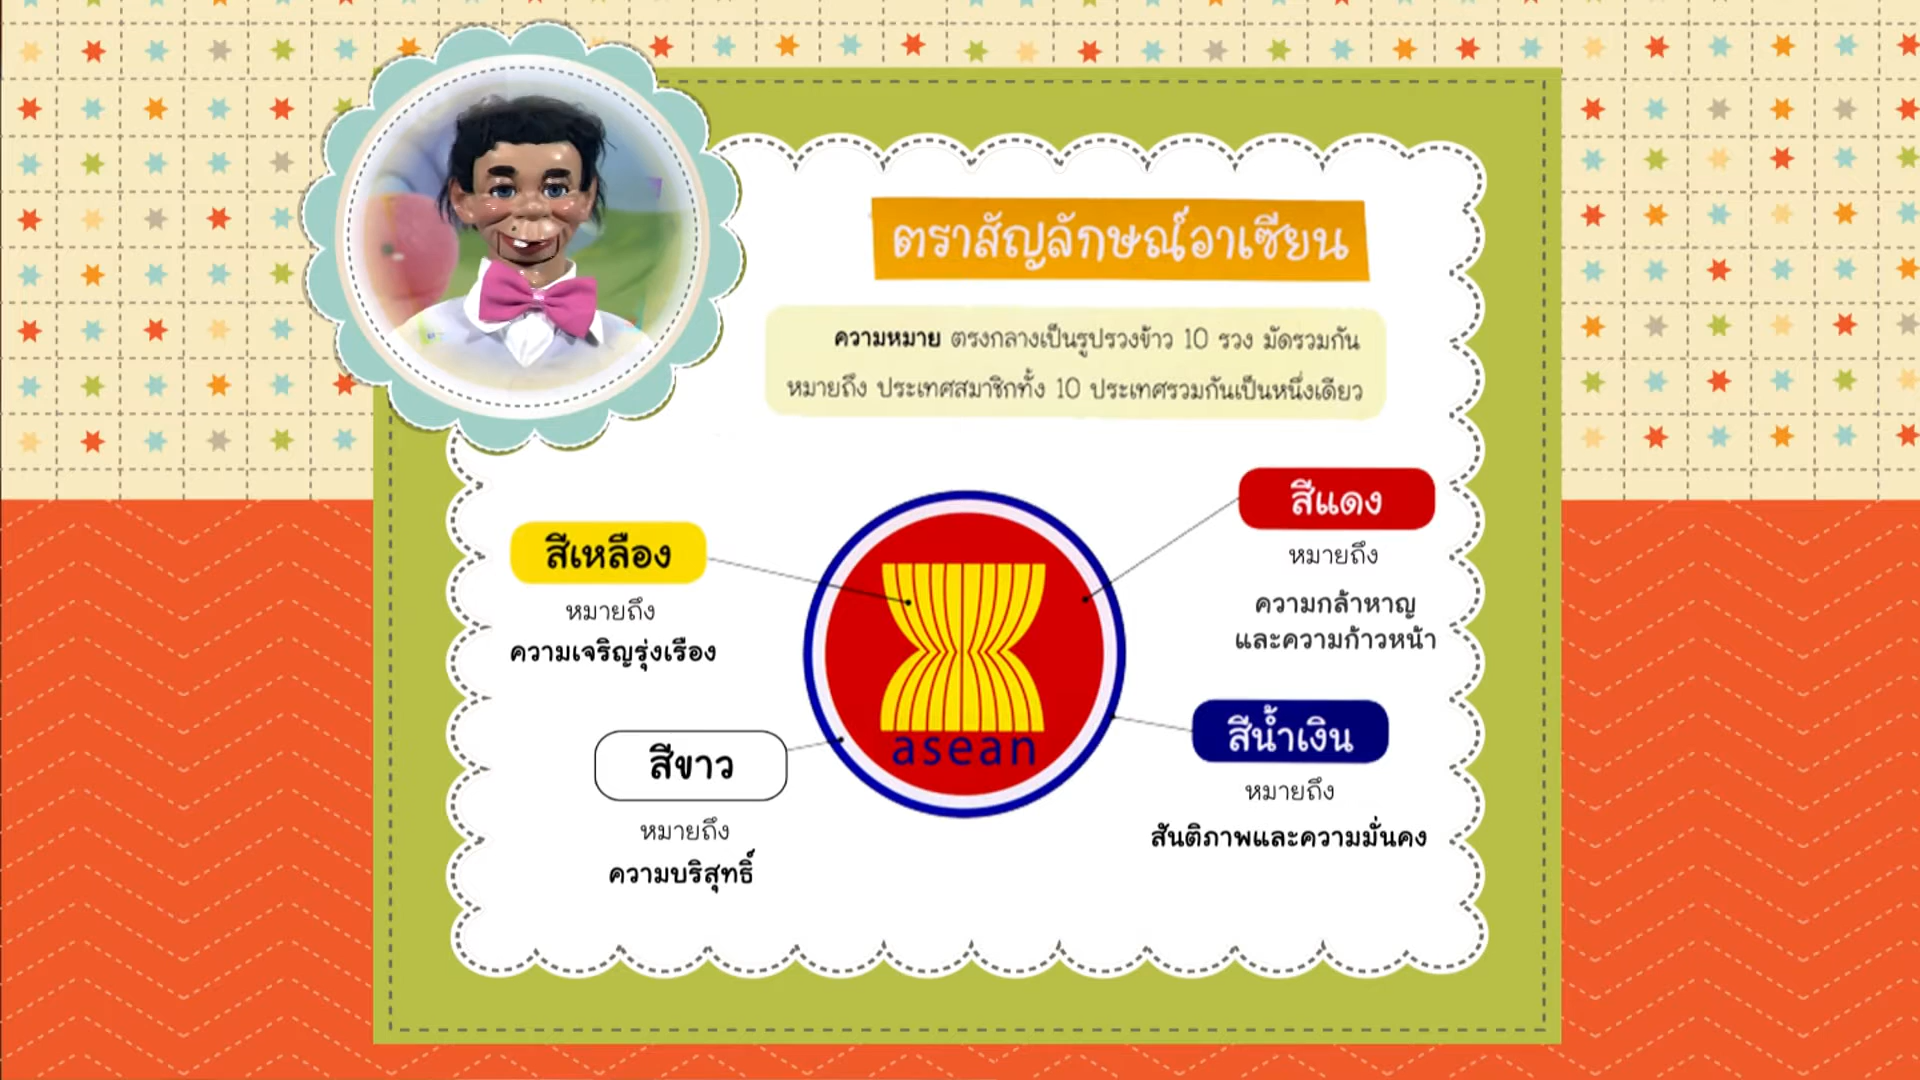 ตราสัญลักษณ์อาเซียน
ความหมาย ตรงกลางเป็นรูปรวงข้าว 10 รวง มัดรวมกัน
หมายถึง ประเทศสมาชิกทั้ง 10 ประเทศรวมกันเป็นหนึ่งเดียว
สีเหลือง
หมายถึง
ความเจริญรุ่งเรือง
สีแดง
หมายถึง
ความกล้าหาญ
และความก้าวหน้า
asean
สีขาว
หมายถึง
ความบริสุทธิ์
สีน้ำเงิน
หมายถึง
สันติภาพและความมั่นคง